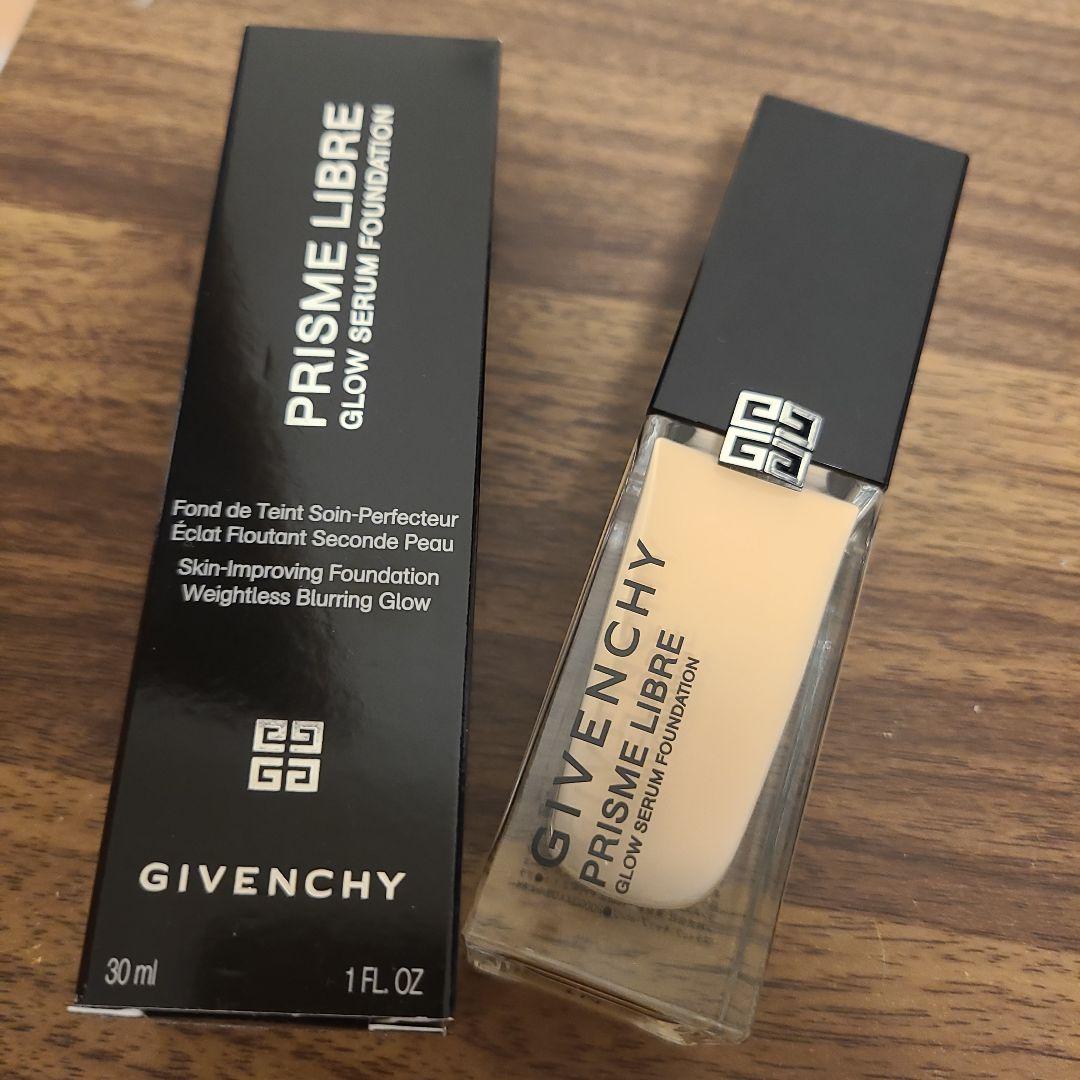 PRISME LIBRE
GLOW SERUM FOUNDATION
Fond de Teint Soin-Perfecteur
Éclat Floutant Seconde Peau
Skin-Improving Foundation
Weightless Blurring Glow
GIVENCHY
30 ml
1 FL. OZ
GIVENCHY
PRISME LIBRE
GLOW SERUM FOUNDATION